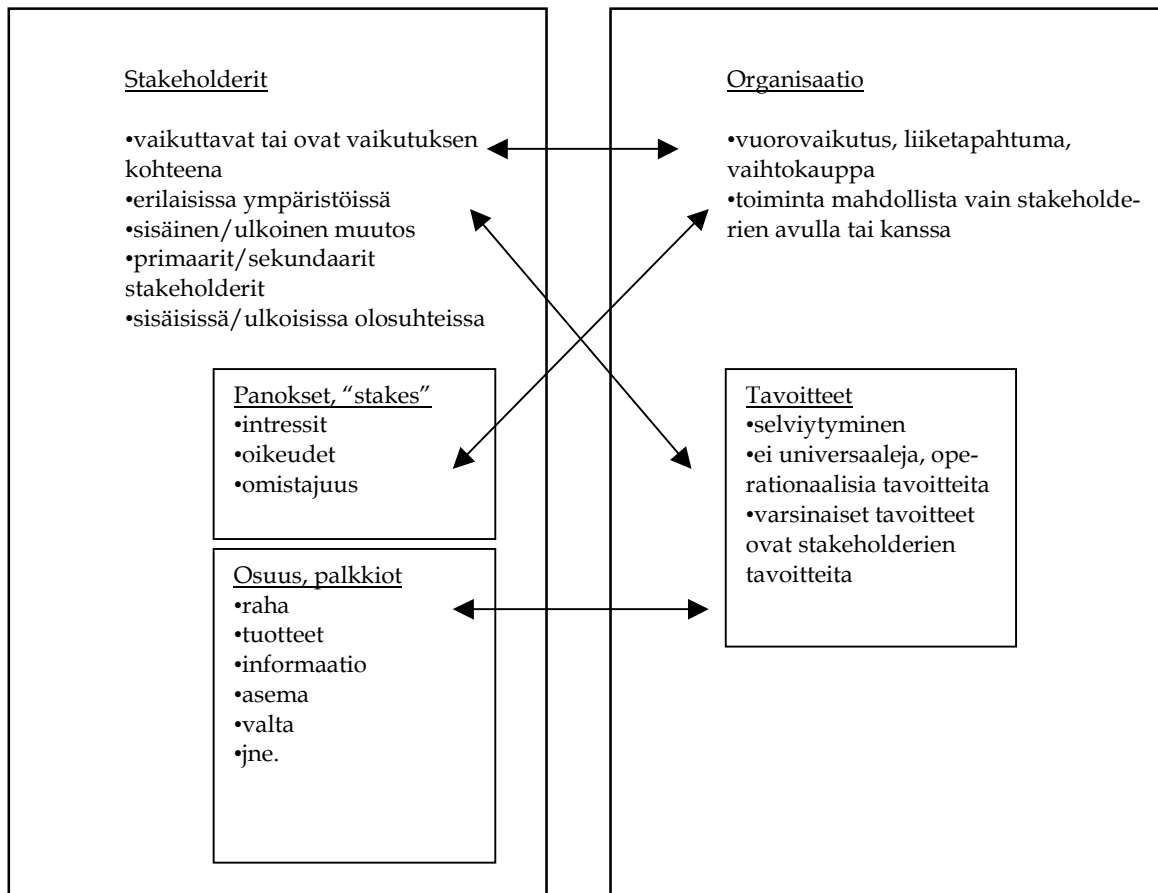 Stakeholderit
•vaikuttavat tai ovat vaikutuksen
kohteena
•erilaisissa ympäristöissä
•sisäinen/ulkoinen muutos
•primaarit/sekundaarit
stakeholderit
•sisäisissä/ulkoisissa olosuhteissa
Panokset, “stakes”
•intressit
•oikeudet
•omistajuus
Osuus, palkkiot
•raha
•tuotteet
•informaatio
•asema
•valta
•jne.
Organisaatio
•vuorovaikutus, liiketapahtuma,
vaihtokauppa
•toiminta mahdollista vain stakeholde-
rien avulla tai kanssa
Tavoitteet
•selviytyminen
•ei universaaleja, ope-
rationaalisia tavoitteita
•varsinaiset tavoitteet
ovat stakeholderien
tavoitteita